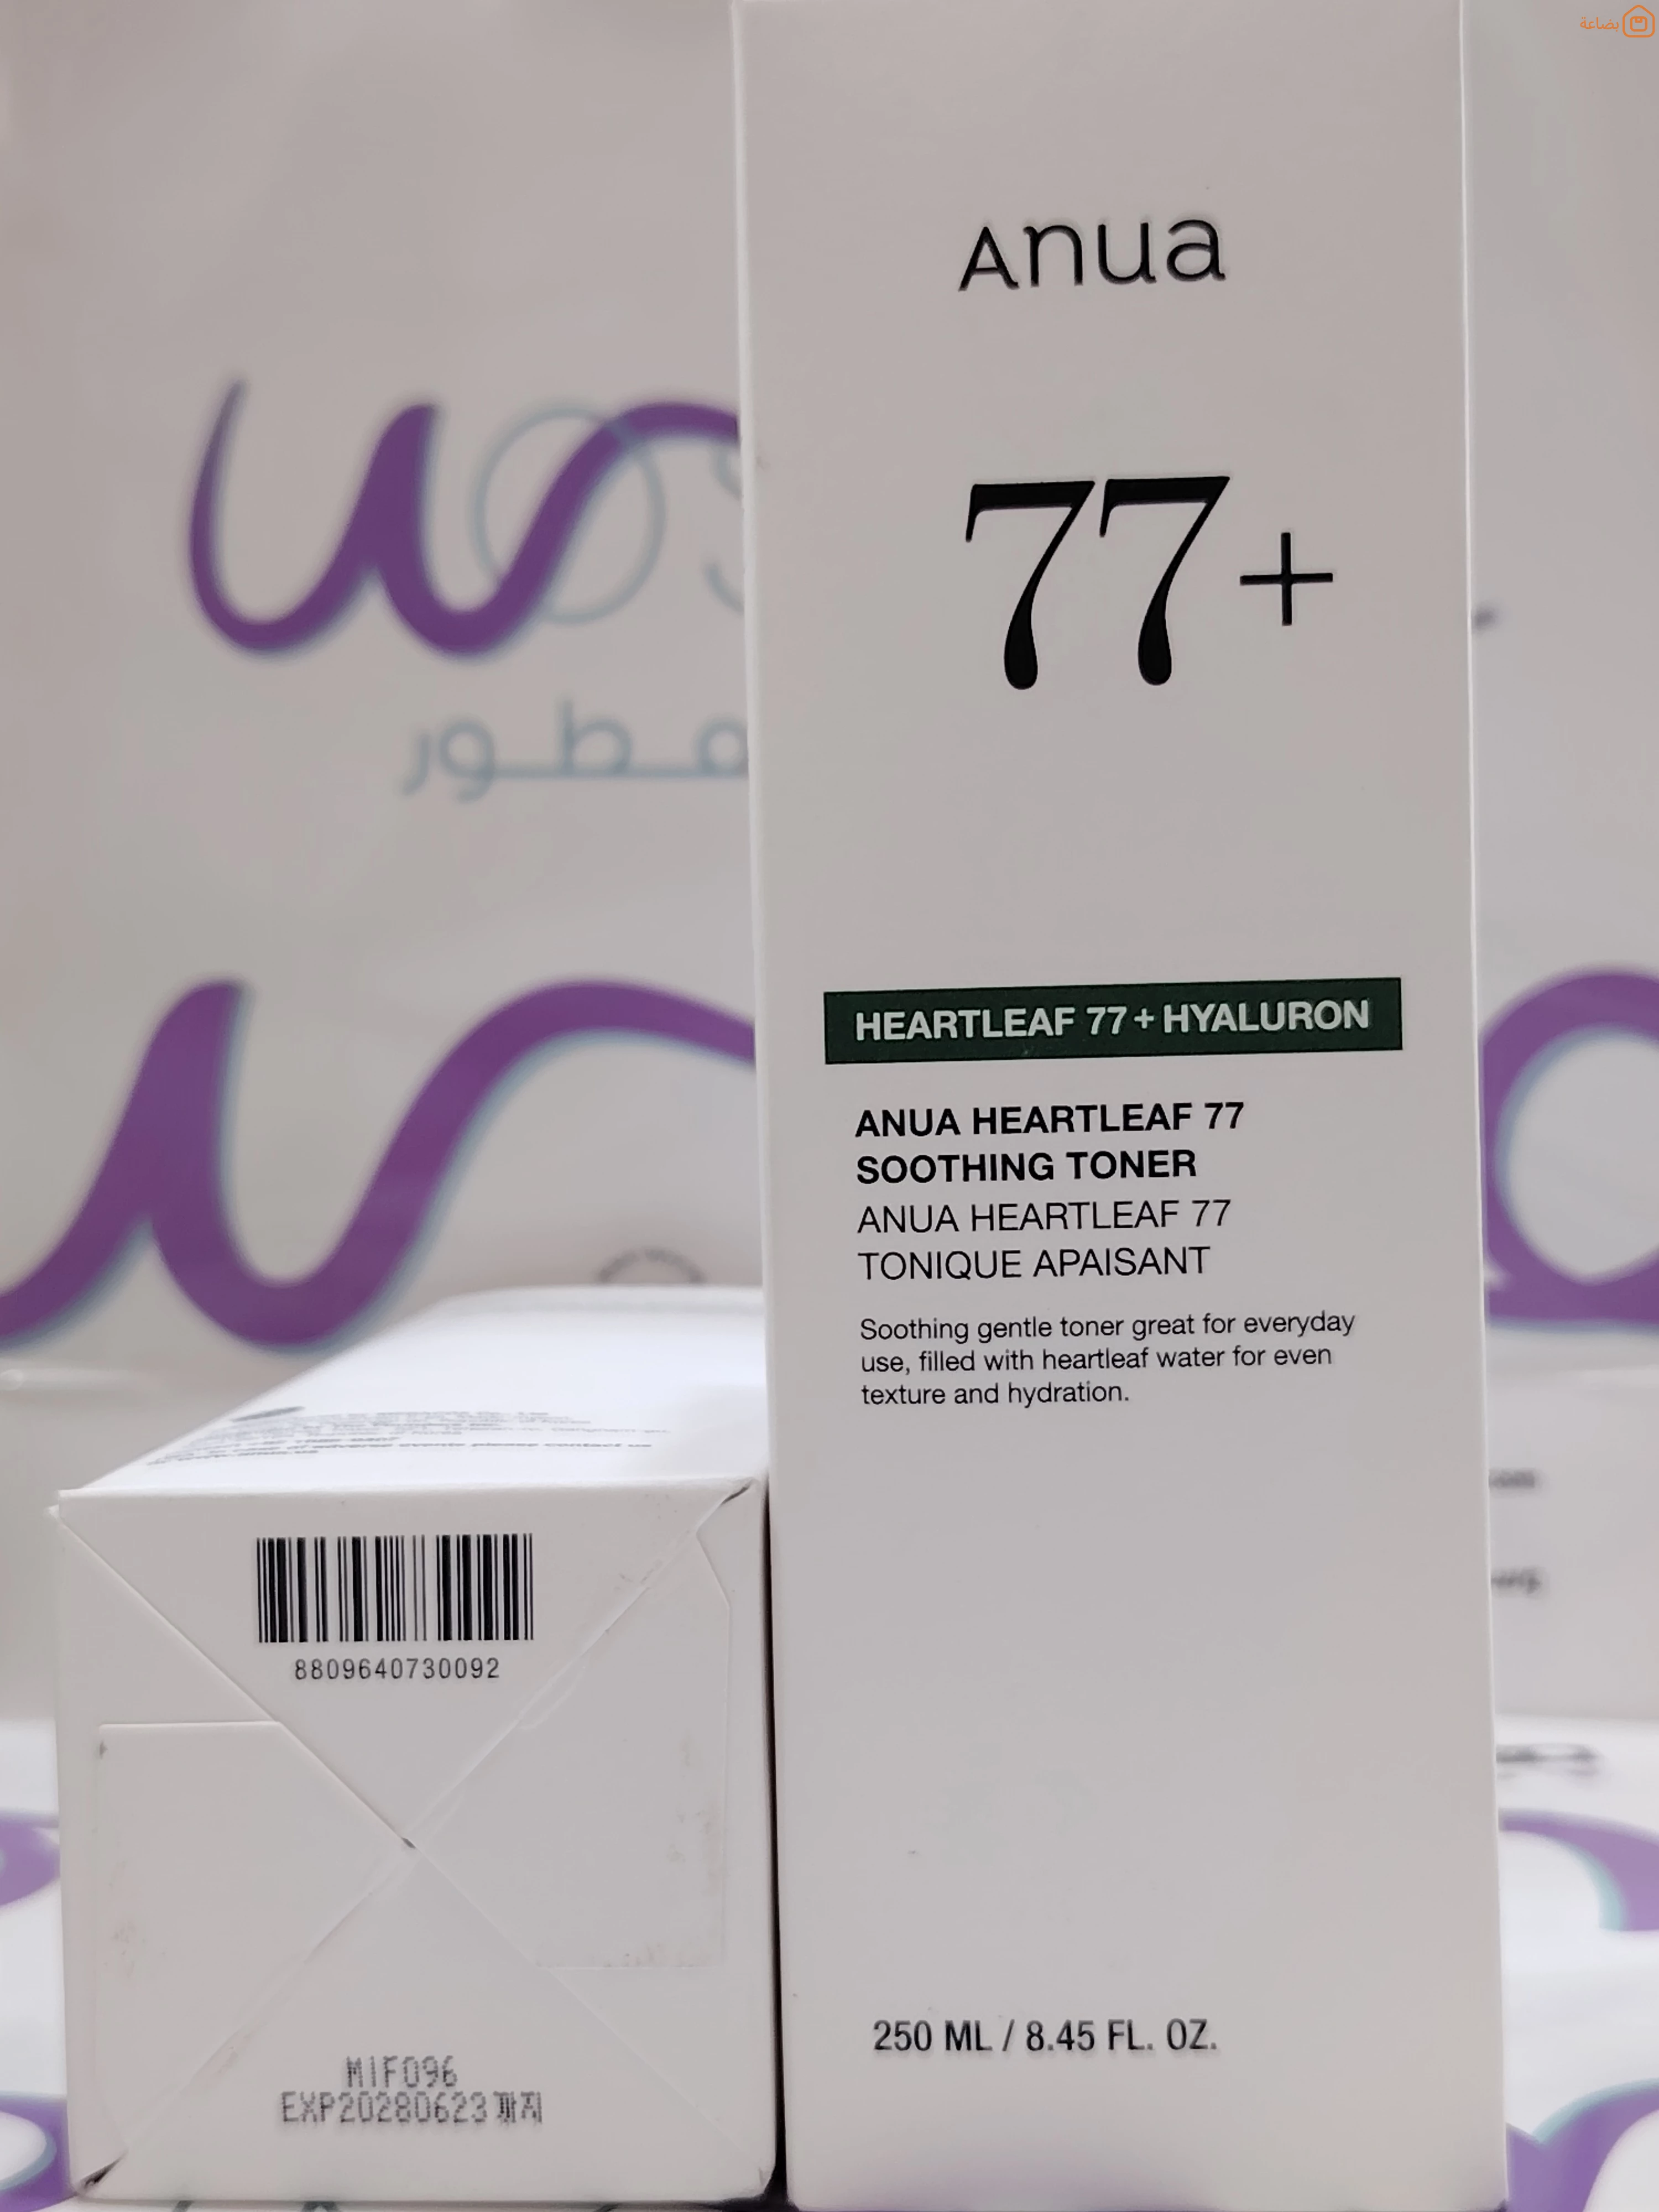 بضاعة
Anua
77+
HEARTLEAF 77+HYALURON
ANUA HEARTLEAF 77
SOOTHING TONER
ANUA HEARTLEAF 77
TONIQUE APAISANT
Soothing gentle toner great for everyday
use, filled with heartleaf water for even
texture and hydration.
250 ML / 8.45 FL. OZ.
8809640730092
M1F096
EXP20280623까지